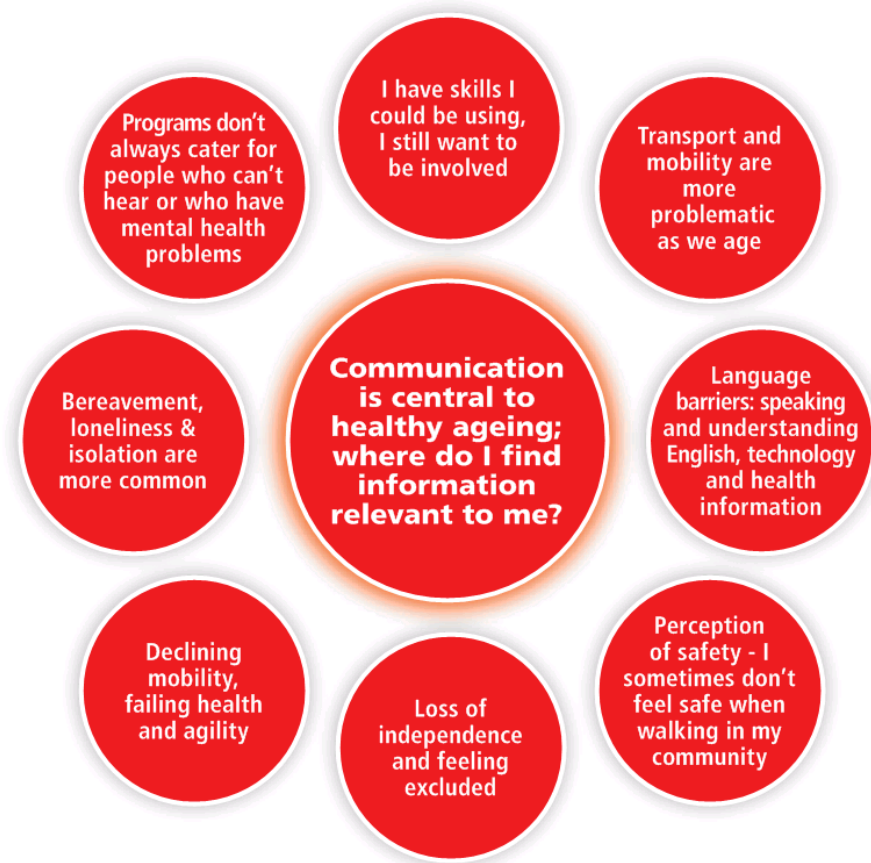 I have skills I
could be using,
I still want to
be involved
Programs don't
always cater for
people who can't
hear or who have
mental health
problems
Transport and
mobility are
more
problematic
as we age
Communication
is central to
healthy ageing;
where do I find
information
relevant to me?
Bereavement,
loneliness &
isolation are
more common
Language
barriers: speaking
and understanding
English, technology
and health
information
Declining
mobility,
failing health
and agility
Loss of
independence
and feeling
excluded
Perception
of safety - I
sometimes don't
feel safe when
walking in my
community